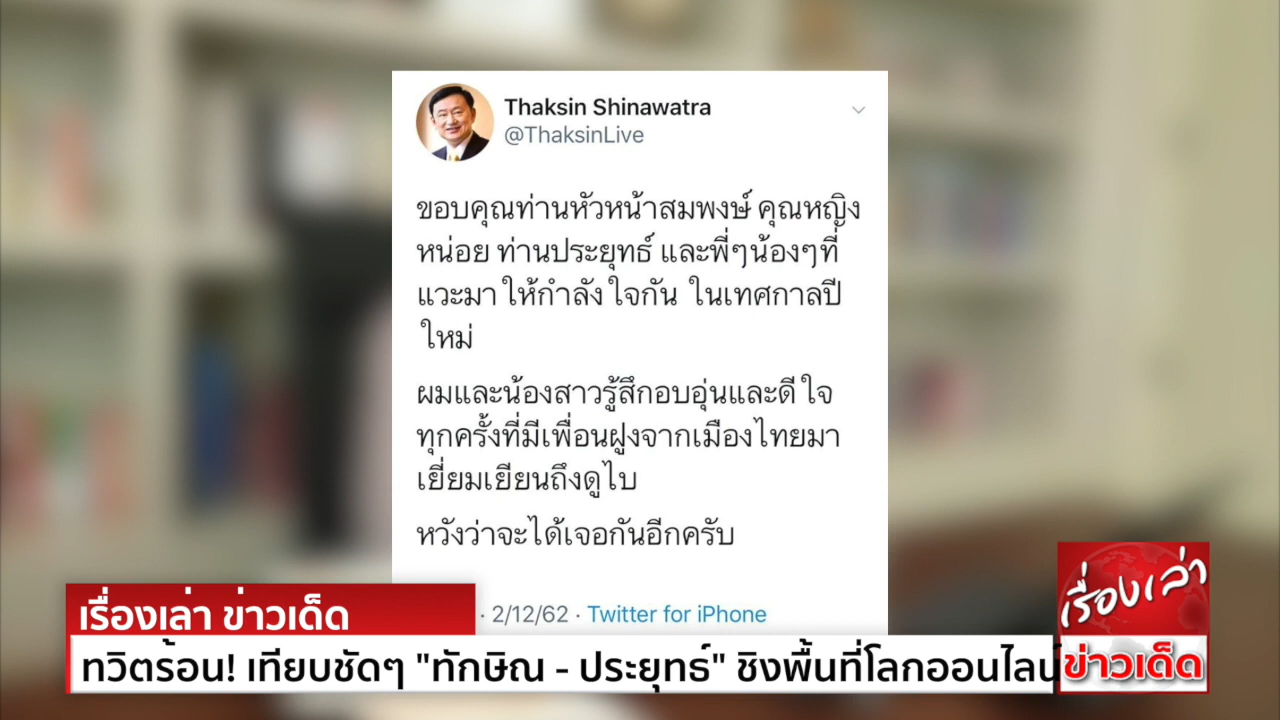 Thaksin Shinawatra
@ThaksinLive
ขอบคุณท่านหัวหน้าสมพงษ์ คุณหญิง
หน่อย ท่านประยุทธ์ และพี่ๆน้องๆที่
แวะมา ให้กำลัง ใจกัน ในเทศกาลปี
ใหม่
ผมและน้องสาวรู้สึกอบอุ่นและดี ใจ
ทุกครั้งที่มีเพื่อนฝูงจากเมืองไทยมา
เยี่ยมเยียนถึงดูไบ
หวังว่าจะได้เจอกันอีกครับ
· 2/12/62 · Twitter for iPhone
เรื่องเล่า ข่าวเด็ด
ทวิตร้อน! เทียบชัดๆ "ทักษิณ - ประยุทธ์" ชิงพื้นที่โลกออนไลน์
เรื่องเล่า
ข่าวเด็ด